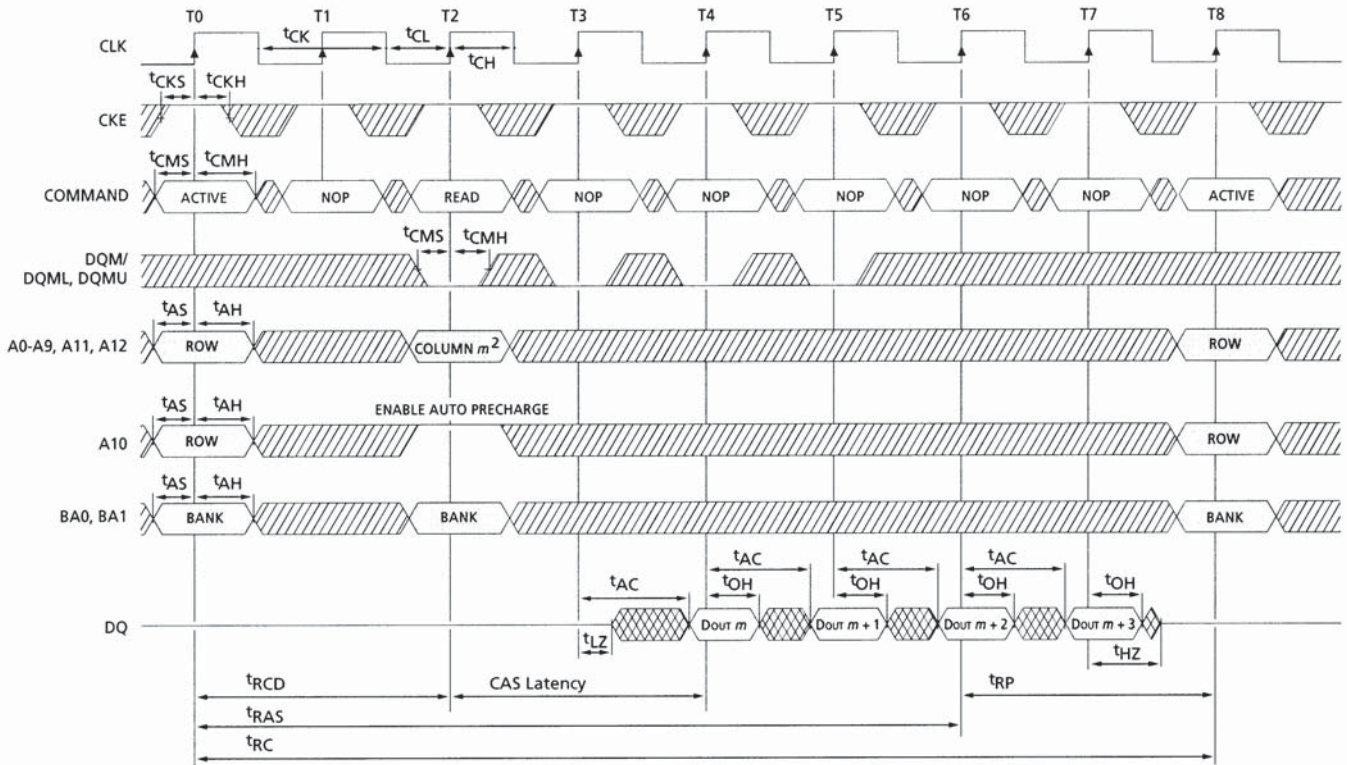 T0 T1 T2 T3 T4 T5 T6 T7 T8
CLK
tCK tCL
tCH
tCKS tCKH
CKE
tCMS tCMH
COMMAND ACTIVE NOP READ NOP NOP NOP NOP NOP ACTIVE
tCMS tCMH
DQM/
DQML, DQMU
tAS tAH
A0-A9, A11, A12 ROW COLUMN m² ROW
ENABLE AUTO PRECHARGE
tAS tAH
A10 ROW ROW
tAS tAH
BA0, BA1 BANK BANK BANK
tAC tAC tAC
tAC tOH tOH tOH tOH
DQ DOUT m DOUT m + 1 DOUT m + 2 DOUT m + 3
tLZ tHZ
tRCD CAS Latency tRP
tRAS
tRC